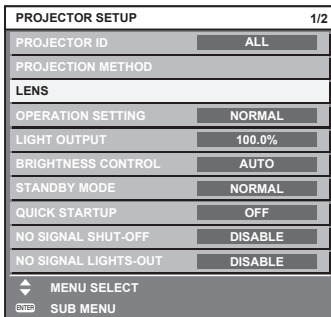 PROJECTOR SETUP 1/2
PROJECTOR ID ALL
PROJECTION METHOD
LENS
OPERATION SETTING NORMAL
LIGHT OUTPUT 100.0%
BRIGHTNESS CONTROL AUTO
STANDBY MODE NORMAL
QUICK STARTUP OFF
NO SIGNAL SHUT-OFF DISABLE
NO SIGNAL LIGHTS-OUT DISABLE
MENU SELECT
ENTER SUB MENU